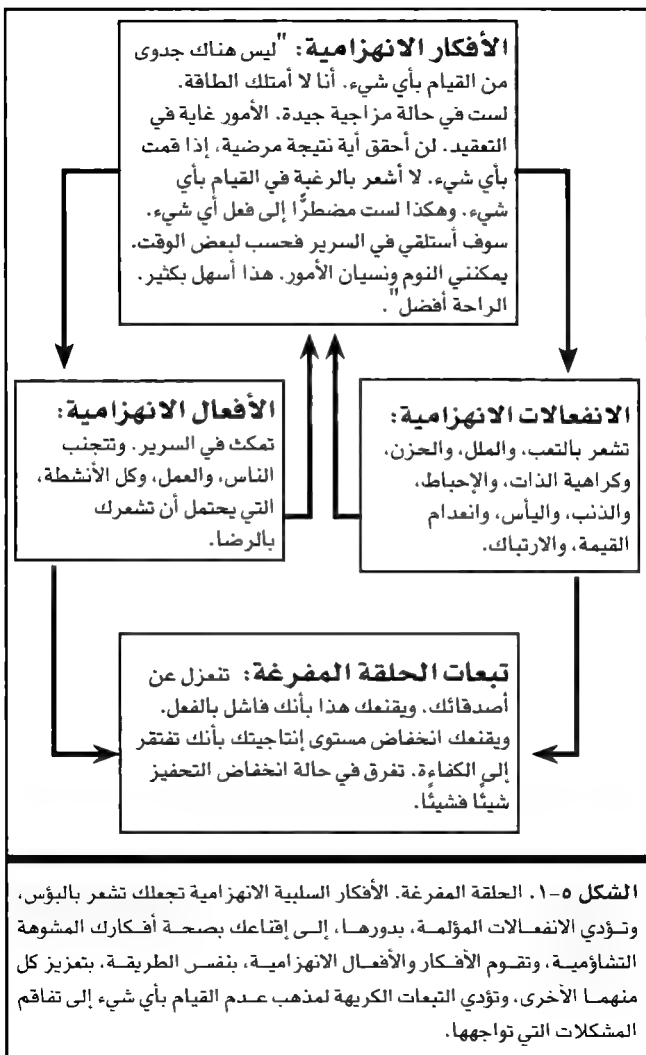 الأفكار الانهزامية: "ليس هناك جدوى
من القيام بأي شيء. أنا لا أمتلك الطاقة.
لست في حالة مزاجية جيدة. الأمور غاية في
التعقيد. لن أحقق أية نتيجة مرضية، إذا قمت
بأي شيء. لا أشعر بالرغبة في القيام بأي
شيء. وهكذا لست مضطرًّا إلى فعل أي شيء.
سوف أستلقي في السرير فحسب لبعض الوقت.
يمكنني النوم ونسيان الأمور. هذا أسهل بكثير.
الراحة أفضل".
الانفعالات الانهزامية:
تشعر بالتعب، والملل، والحزن،
وكراهية الذات، والإحباط،
والذنب، واليأس، وانعدام
القيمة، والارتباك.
الأفعال الانهزامية:
تمكث في السرير. وتتجنب
الناس، والعمل، وكل الأنشطة،
التي يحتمل أن تشعرك
بالرضا.
تبعات الحلقة المفرغة: تنعزل عن
أصدقائك، ويقنعك هذا بأنك فاشل بالفعل.
ويقنعك انخفاض مستوى إنتاجيتك بأنك تفتقر
إلى الكفاءة. تغرق في حالة انخفاض التحفيز
شيئًا فشيئًا.
الشكل ٥-١. الحلقة المفرغة. الأفكار السلبية الانهزامية تجعلك تشعر بالبؤس،
وتؤدي الانفعالات المؤلمة، بدورها، إلى إقناعك بصحة أفكارك المشوهة
التشاؤمية، وتقوم الأفكار والأفعال الانهزامية، بنفس الطريقة، بتعزيز كل
منهما الأخرى، وتؤدي التبعات الكريهة لمذهب عدم القيام بأي شيء إلى تفاقم
المشكلات التي تواجهها.